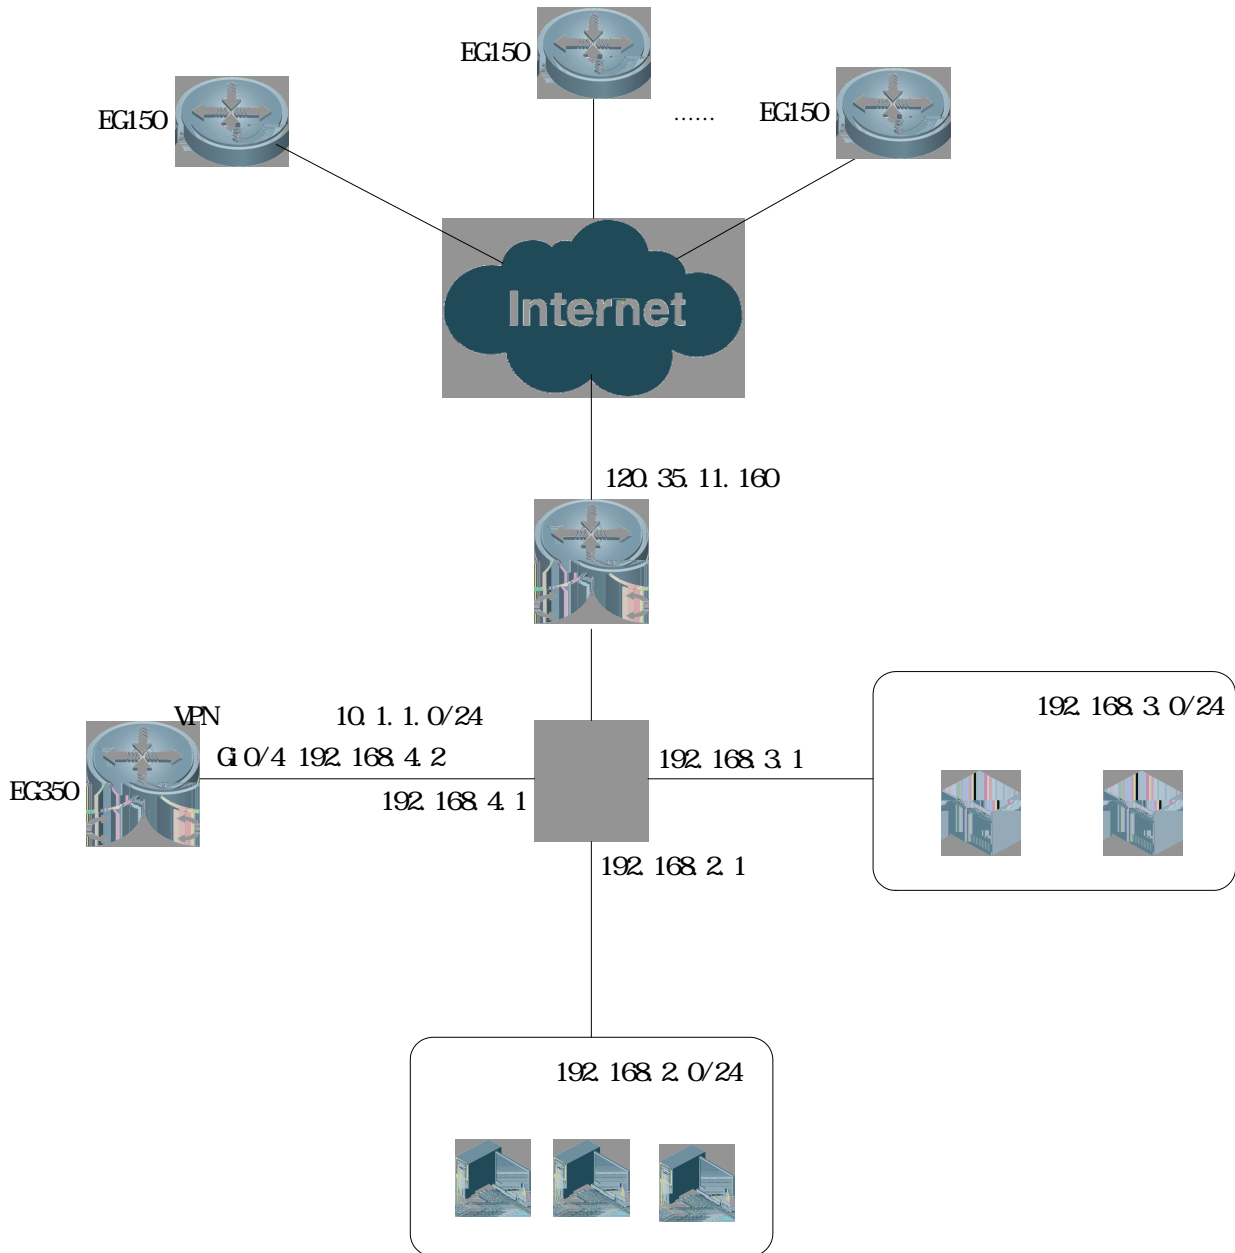 EG150
EG150
...... EG150
Internet
120.35.11.160
VPN 10.1.1.0/24
192.168.3.0/24
Gi0/4 192.168.4.2
192.168.3.1
EG350
192.168.4.1
192.168.2.1
192.168.2.0/24